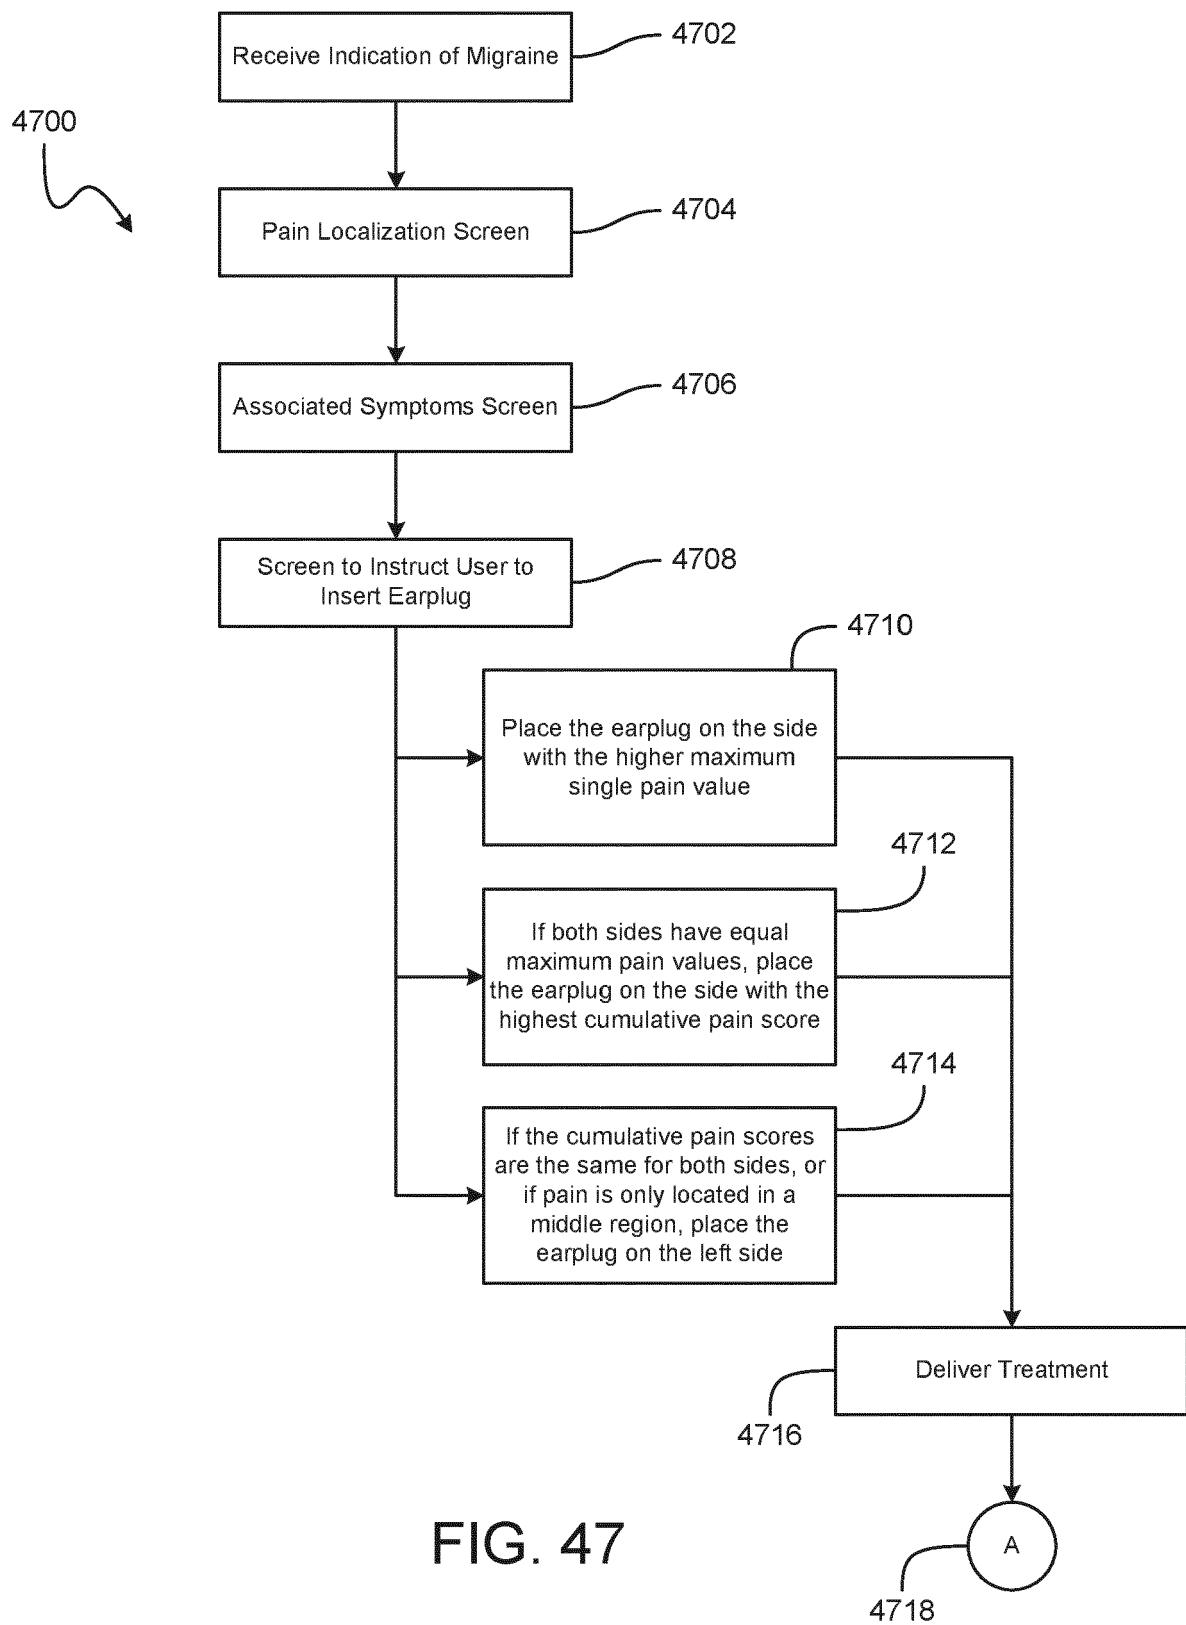 Receive Indication of Migraine
4702
4700
Pain Localization Screen
4704
Associated Symptoms Screen
4706
Screen to Instruct User to
Insert Earplug
4708
4710
Place the earplug on the side
with the higher maximum
single pain value
4712
If both sides have equal
maximum pain values, place
the earplug on the side with the
highest cumulative pain score
4714
If the cumulative pain scores
are the same for both sides, or
if pain is only located in a
middle region, place the
earplug on the left side
Deliver Treatment
4716
A
4718
FIG. 47